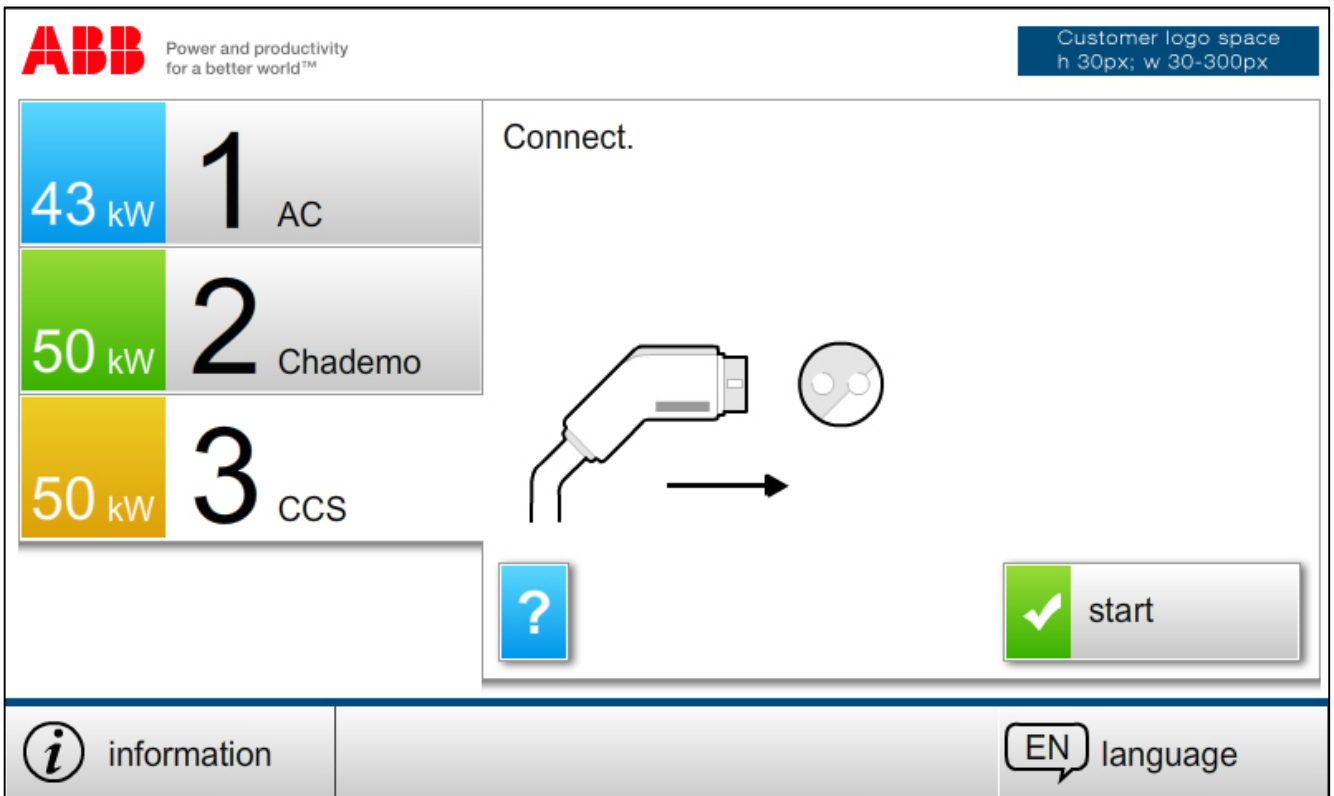 ABB
Power and productivity
for a better world™
Customer logo space
h 30px; w 30-300px
43 kW 1 AC
50 kW 2 Chademo
50 kW 3 CCS
Connect.
?
start
i information
EN language